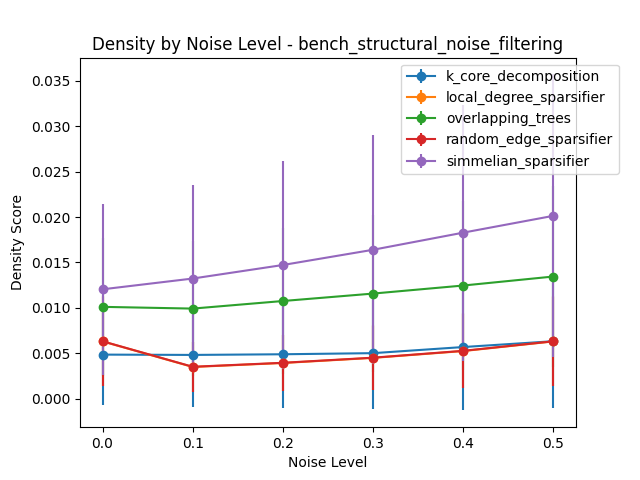 Density by Noise Level - bench_structural_noise_filtering
k_core_decomposition
local_degree_sparsifier
overlapping_trees
random_edge_sparsifier
simmelian_sparsifier
Density Score
0.035
0.030
0.025
0.020
0.015
0.010
0.005
0.000
0.0 0.1 0.2 0.3 0.4 0.5
Noise Level